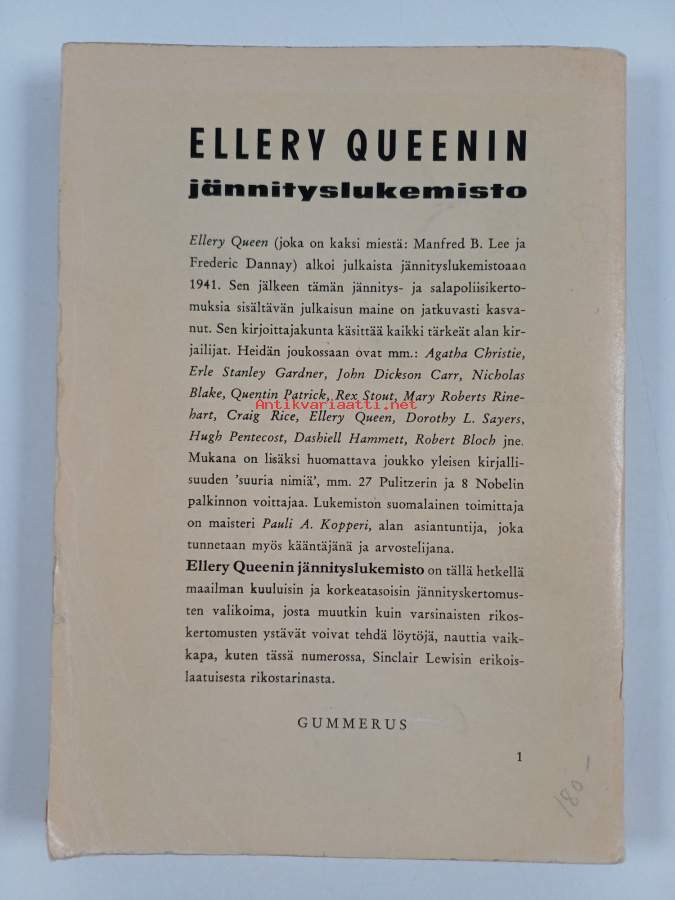 ELLERY QUEENIN
jännityslukemisto
Ellery Queen (joka on kaksi miestä: Manfred B. Lee ja
Frederic Dannay) alkoi julkaista jännityslukemistoaan
1941. Sen jälkeen tämän jännitys- ja salapoliisikerto-
muksia sisältävän julkaisun maine on jatkuvasti kasva-
nut. Sen kirjoittajakunta käsittää kaikki tärkeät alan kir-
jailijat. Heidän joukossaan ovat mm.: Agatha Christie,
Erle Stanley Gardner, John Dickson Carr, Nicholas
Blake, Quentin Patrick, Rex Stout, Mary Roberts Rine-
Antikvariaatti.net
hart, Craig Rice, Ellery Queen, Dorothy L. Sayers,
Hugh Pentecost, Dashiell Hammett, Robert Bloch jne.
Mukana on lisäksi huomattava joukko yleisen kirjalli-
suuden 'suuria nimiä', mm. 27 Pulitzerin ja 8 Nobelin
palkinnon voittajaa. Lukemiston suomalainen toimittaja
on maisteri Pauli A. Kopperi, alan asiantuntija, joka
tunnetaan myös kääntäjänä ja arvostelijana.
Ellery Queenin jännityslukemisto on tällä hetkellä
maailman kuuluisin ja korkeatasoisin jännityskertomus-
ten valikoima, josta muutkin kuin varsinaisten rikos-
kertomusten ystävät voivat tehdä löytöjä, nauttia vaik-
kapa, kuten tässä numerossa, Sinclair Lewisin erikois-
laatuisesta rikostarinasta.
GUMMERUS
1
180-